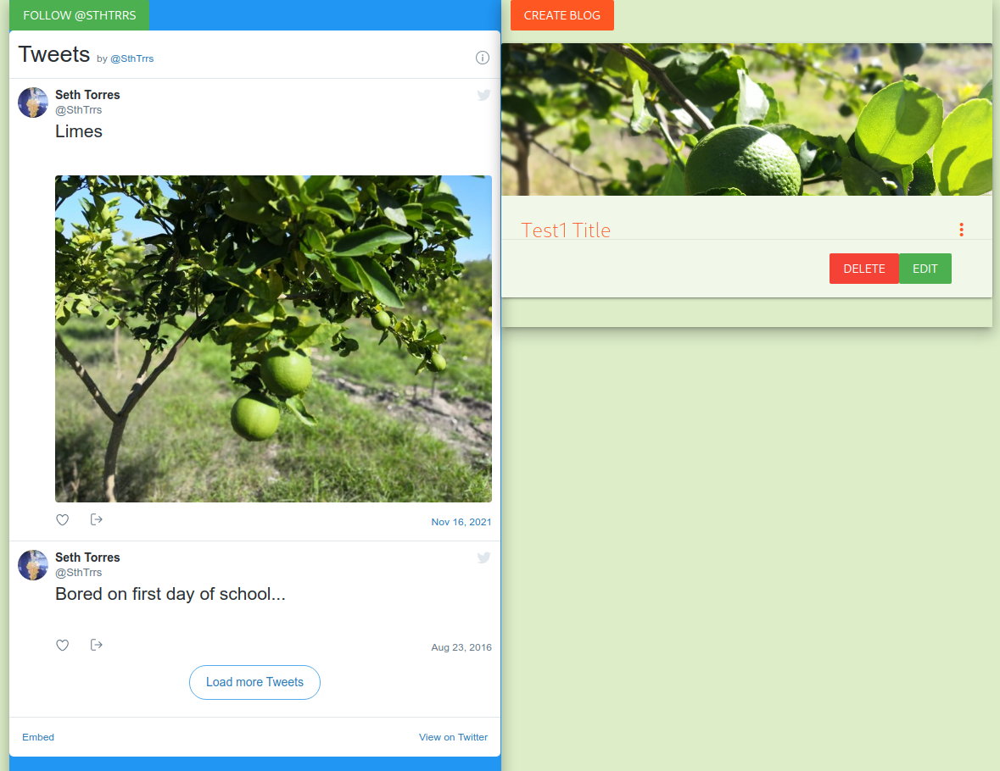 FOLLOW @STHTRRS
Tweets by @SthTrrs
Seth Torres
@SthTrrs
Limes
Nov 16, 2021
Seth Torres
@SthTrrs
Bored on first day of school...
Aug 23, 2016
Load more Tweets
Embed
View on Twitter
CREATE BLOG
Test1 Title
DELETE
EDIT